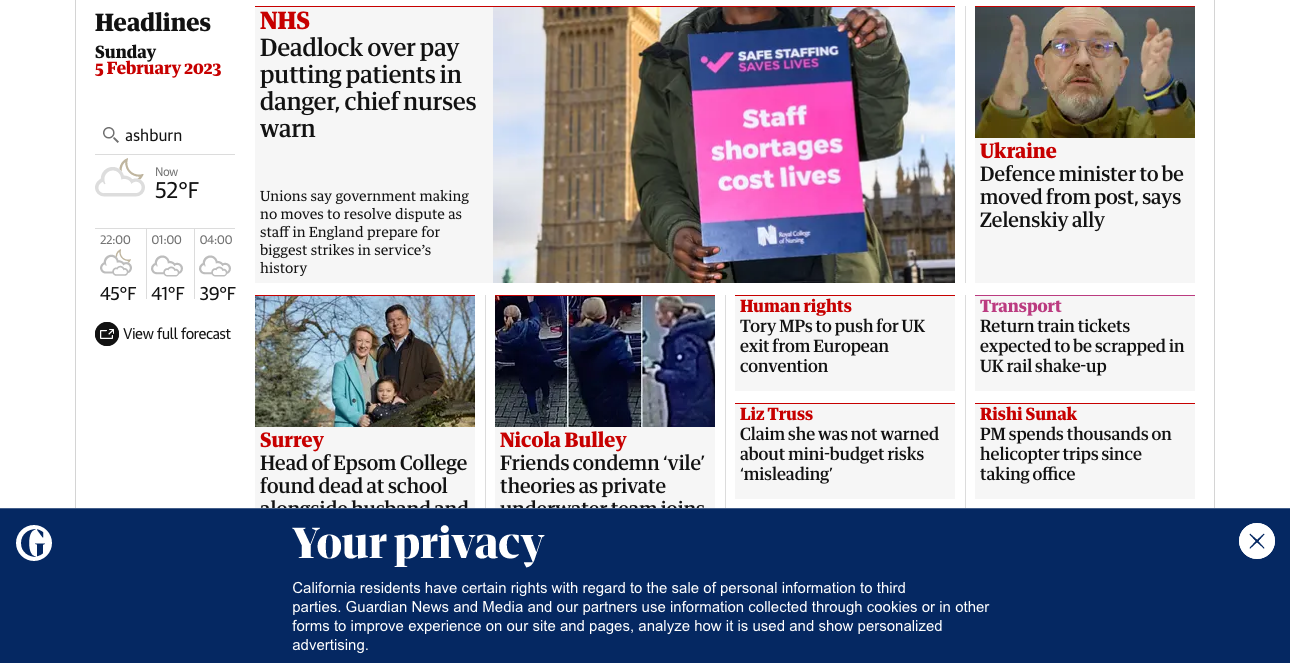 Headlines
Sunday
5 February 2023
ashburn
Now
52°F
22:00
01:00
04:00
45°F
41°F
39°F
View full forecast
NHS
Deadlock over pay
putting patients in
danger, chief nurses
warn
Unions say government making
no moves to resolve dispute as
staff in England prepare for
biggest strikes in service's
history
SAFE STAFFING
SAVES LIVES
Staff
shortages
cost lives
Royal College
of Nursing
Ukraine
Defence minister to be
moved from post, says
Zelenskiy ally
Surrey
Head of Epsom College
found dead at school
alongside husband and
Nicola Bulley
Friends condemn ‘vile’
theories as private
underwater team joins
Human rights
Tory MPs to push for UK
exit from European
convention
Transport
Return train tickets
expected to be scrapped in
UK rail shake-up
Liz Truss
Claim she was not warned
about mini-budget risks
‘misleading’
Rishi Sunak
PM spends thousands on
helicopter trips since
taking office
Your privacy
California residents have certain rights with regard to the sale of personal information to third
parties. Guardian News and Media and our partners use information collected through cookies or in other
forms to improve experience on our site and pages, analyze how it is used and show personalized
advertising.